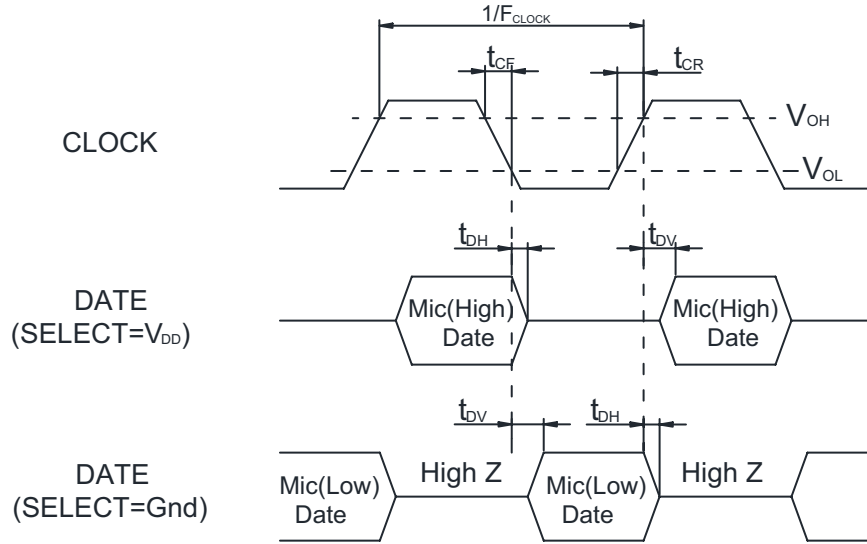 1/FCLOCK
tCF
tCR
CLOCK
VOH
VOL
tDH
tDV
DATE
(SELECT=VDD)
Mic(High)
Date
Mic(High)
Date
tDV
tDH
DATE
(SELECT=Gnd)
Mic(Low)
Date
High Z
Mic(Low)
Date
High Z